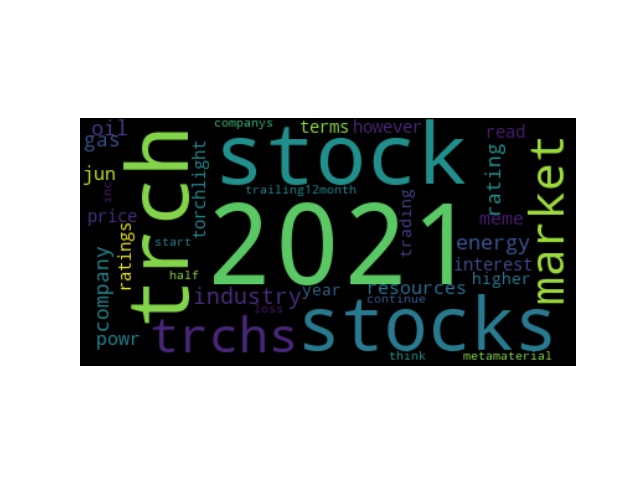 companys
terms
however
oil
gas
trch
stock
read
market
jun
inc
torchlight
trailing12month
rating
price
2021
trading
meme
ratings
start
energy
company
half
interest
industry
year
resources
higher
continue
loss
powr
trchs
stocks
think
metamaterial